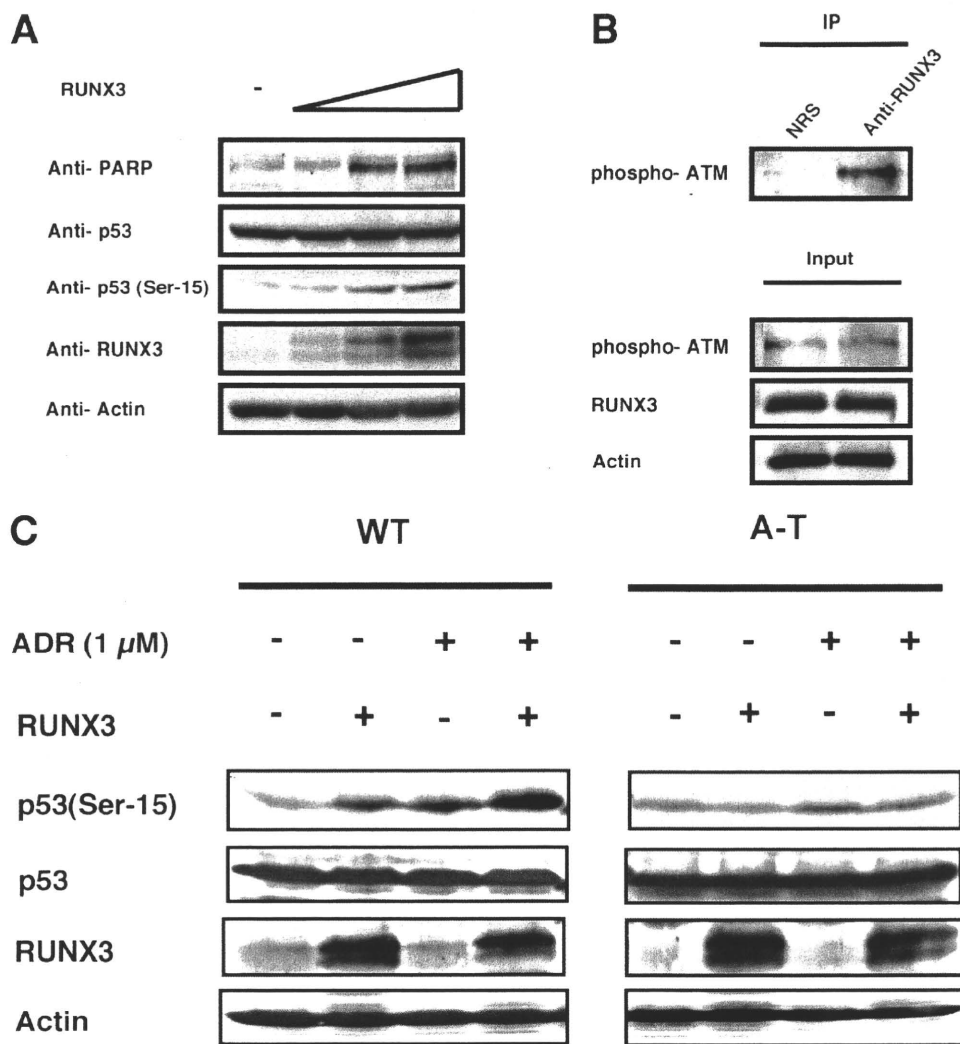 A
RUNX3 -
Anti- PARP
Anti- p53
Anti- p53 (Ser-15)
Anti- RUNX3
Anti- Actin
B
IP
NRS Anti-RUNX3
phospho- ATM
Input
phospho- ATM
RUNX3
Actin
C
WT A-T
ADR (1 μM) - - + + - - + +
RUNX3 - + - + - + - +
p53(Ser-15)
p53
RUNX3
Actin